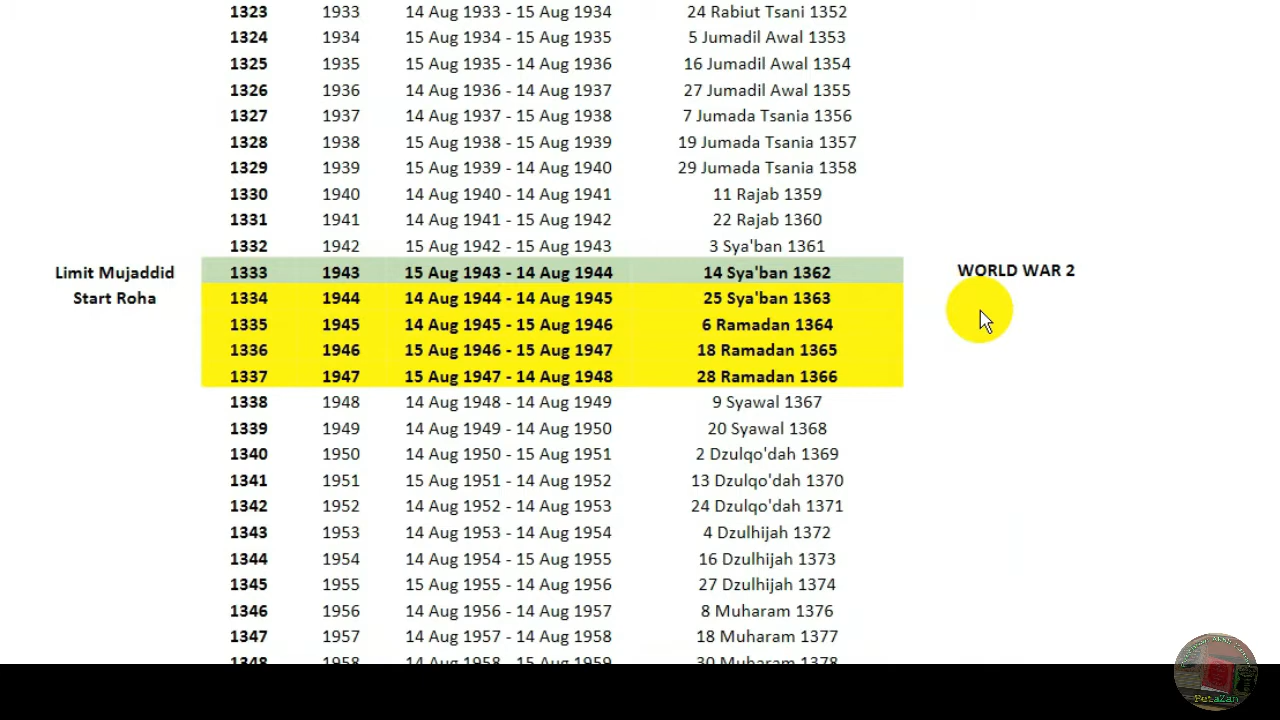 1323 1933 14 Aug 1933 - 15 Aug 1934 24 Rabiut Tsani 1352
1324 1934 15 Aug 1934 - 15 Aug 1935 5 Jumadil Awal 1353
1325 1935 15 Aug 1935 - 14 Aug 1936 16 Jumadil Awal 1354
1326 1936 14 Aug 1936 - 14 Aug 1937 27 Jumadil Awal 1355
1327 1937 14 Aug 1937 - 15 Aug 1938 7 Jumada Tsania 1356
1328 1938 15 Aug 1938 - 15 Aug 1939 19 Jumada Tsania 1357
1329 1939 15 Aug 1939 - 14 Aug 1940 29 Jumada Tsania 1358
1330 1940 14 Aug 1940 - 14 Aug 1941 11 Rajab 1359
1331 1941 14 Aug 1941 - 15 Aug 1942 22 Rajab 1360
1332 1942 15 Aug 1942 - 15 Aug 1943 3 Sya'ban 1361
Limit Mujaddid 1333 1943 15 Aug 1943 - 14 Aug 1944 14 Sya'ban 1362 WORLD WAR 2
Start Roha 1334 1944 14 Aug 1944 - 14 Aug 1945 25 Sya'ban 1363
1335 1945 14 Aug 1945 - 15 Aug 1946 6 Ramadan 1364
1336 1946 15 Aug 1946 - 15 Aug 1947 18 Ramadan 1365
1337 1947 15 Aug 1947 - 14 Aug 1948 28 Ramadan 1366
1338 1948 14 Aug 1948 - 14 Aug 1949 9 Syawal 1367
1339 1949 14 Aug 1949 - 14 Aug 1950 20 Syawal 1368
1340 1950 14 Aug 1950 - 15 Aug 1951 2 Dzulqo'dah 1369
1341 1951 15 Aug 1951 - 14 Aug 1952 13 Dzulqo'dah 1370
1342 1952 14 Aug 1952 - 14 Aug 1953 24 Dzulqo'dah 1371
1343 1953 14 Aug 1953 - 14 Aug 1954 4 Dzulhijah 1372
1344 1954 14 Aug 1954 - 15 Aug 1955 16 Dzulhijah 1373
1345 1955 15 Aug 1955 - 14 Aug 1956 27 Dzulhijah 1374
1346 1956 14 Aug 1956 - 14 Aug 1957 8 Muharam 1376
1347 1957 14 Aug 1957 - 14 Aug 1958 18 Muharam 1377
1348 1958 14 Aug 1958 - 15 Aug 1959 30 Muharam 1378
PetaZan